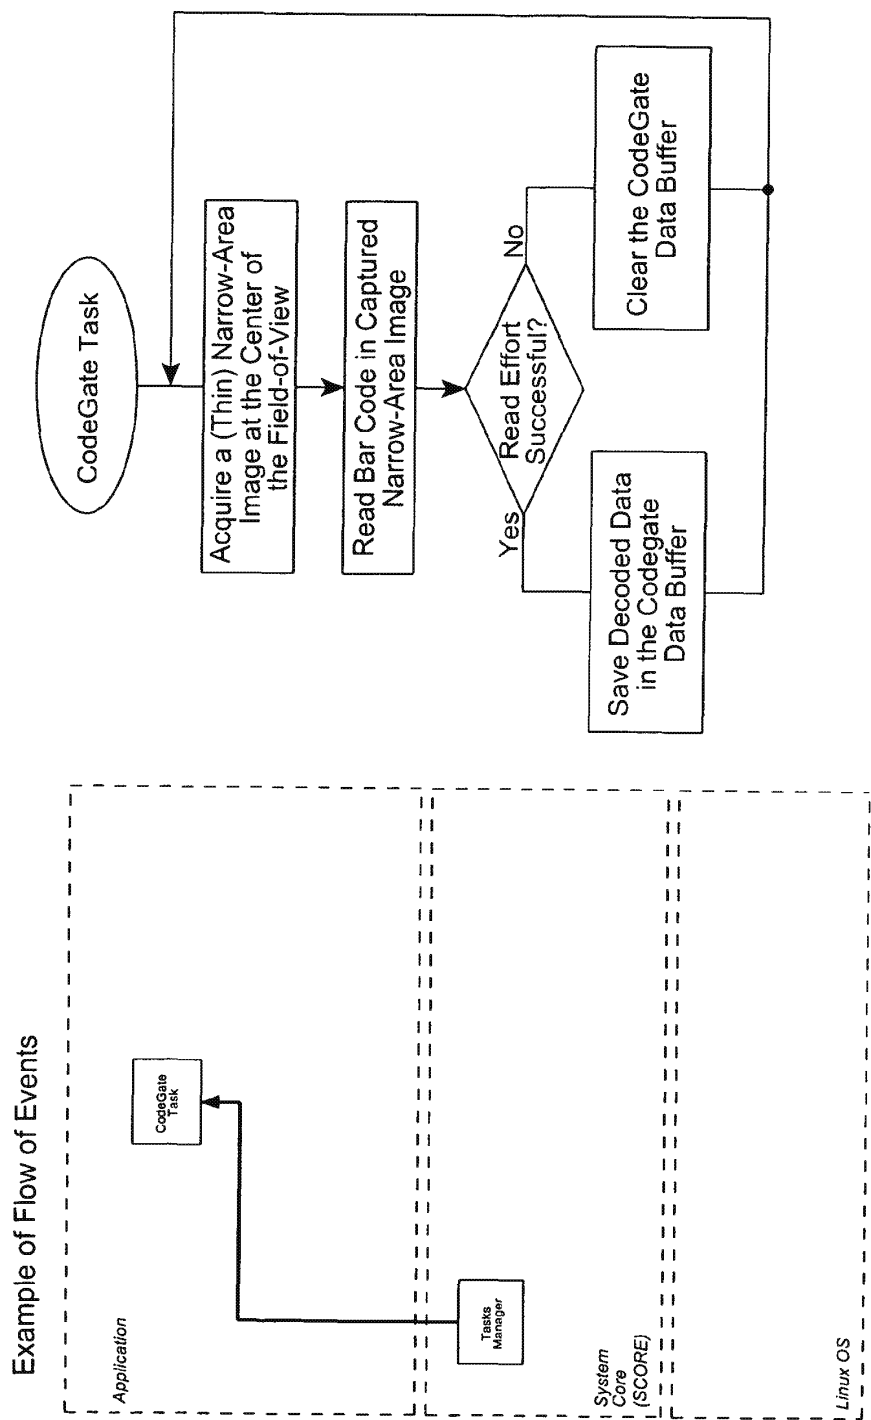 Example of Flow of Events
Application
CodeGate
Task
Tasks
Manager
System
Core
(SCORE)
Linux OS
CodeGate Task
Acquire a (Thin) Narrow-Area
Image at the Center of
the Field-of-View
Read Bar Code in Captured
Narrow-Area Image
Read Effort
Successful?
Yes
No
Save Decoded Data
in the Codegate
Data Buffer
Clear the CodeGate
Data Buffer